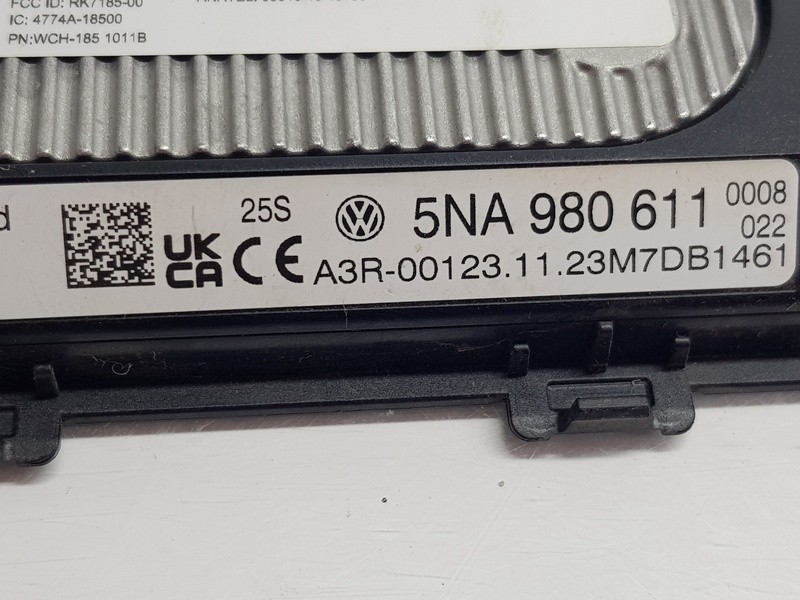 FCC ID: RK7185-00
IC: 4774A-18500
PN:WCH-185 1011B
d
25S
UK
CA
CE
VW
5NA 980 611
0008
022
A3R-00123.11.23M7DB1461